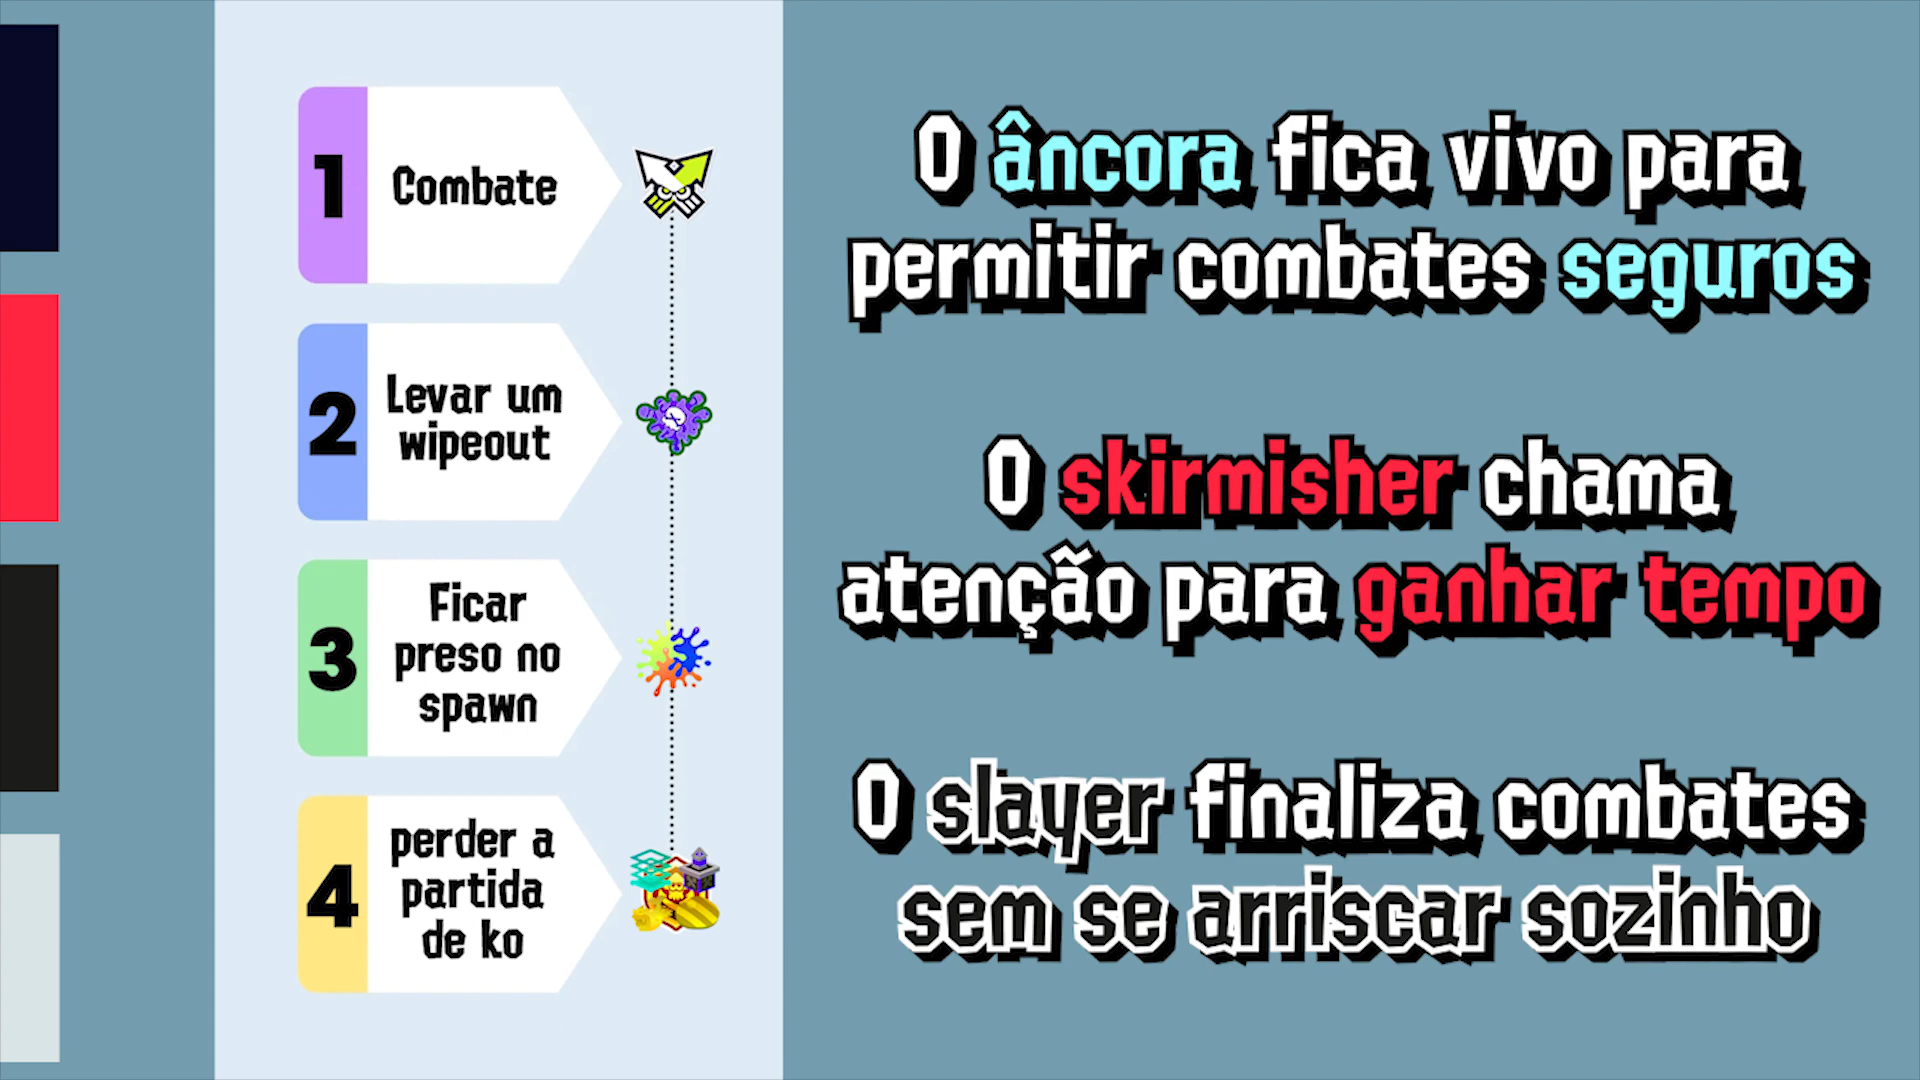 1
Combate
2
Levar um
wipeout
3
Ficar
preso no
spawn
4
perder a
partida
de ko
O âncora fica vivo para
permitir combates seguros
O skirmisher chama
atenção para ganhar tempo
O slayer finaliza combates
sem se arriscar sozinho